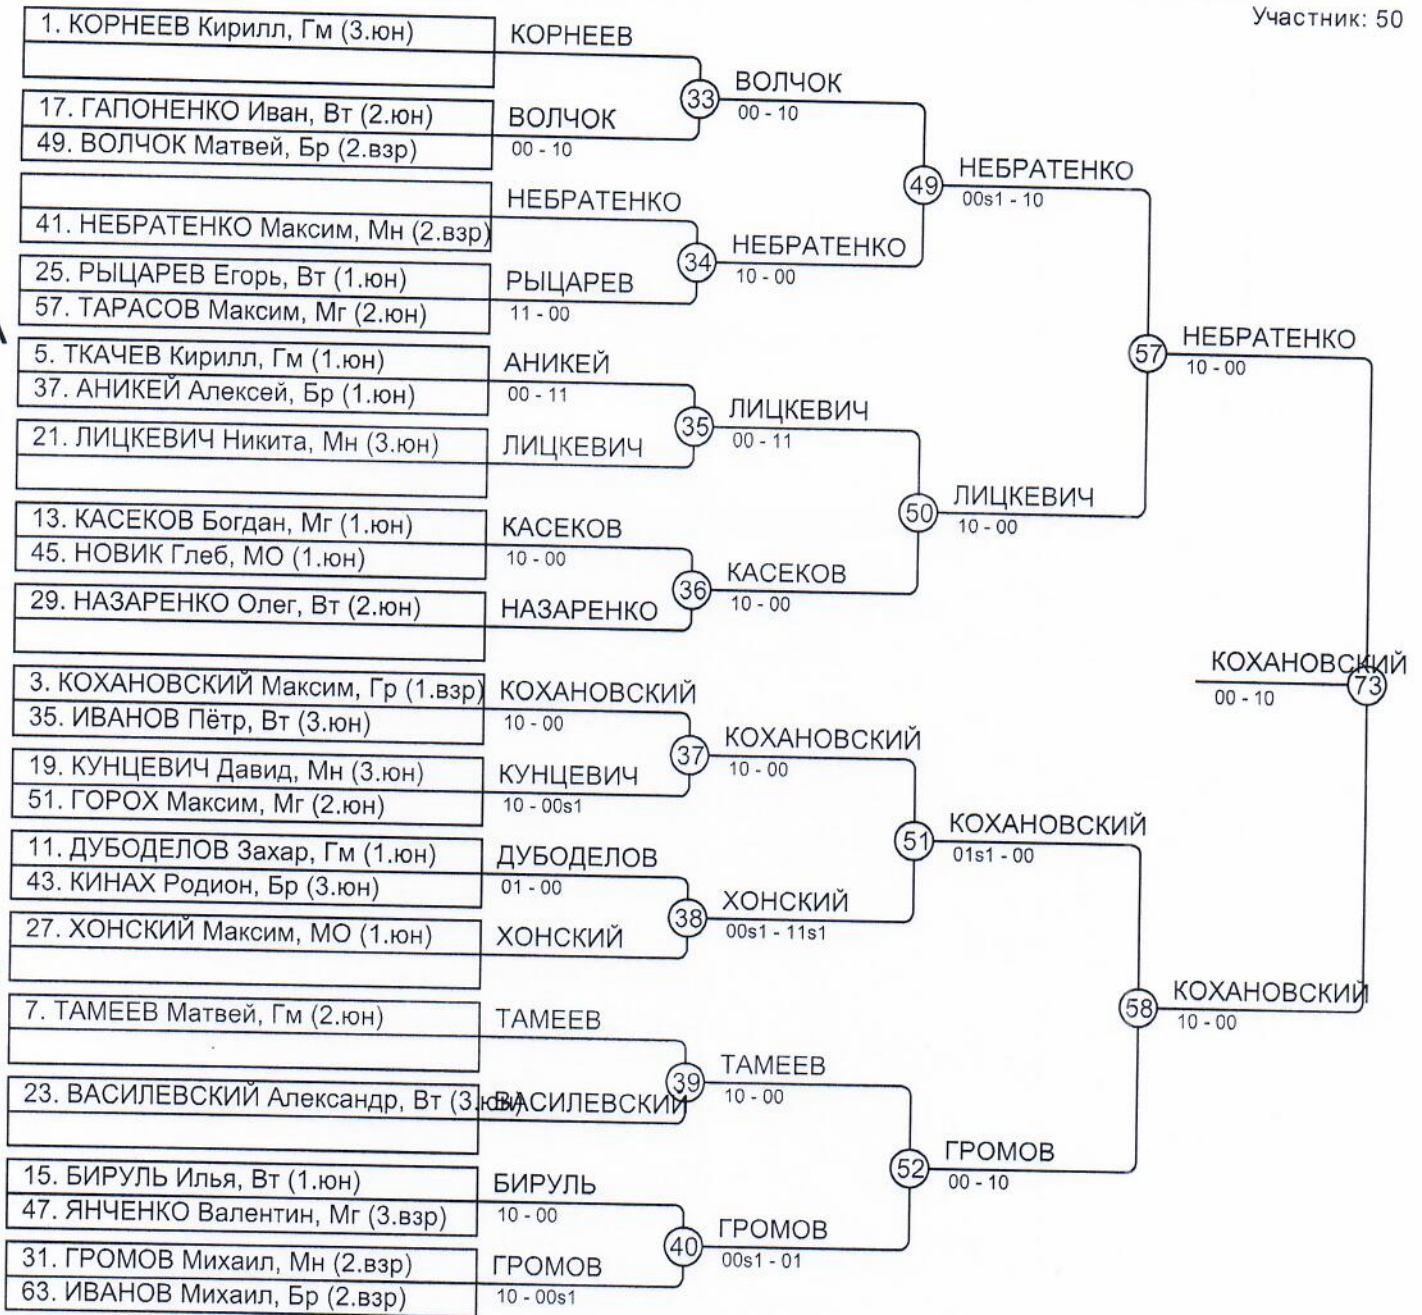 Участник: 50
1. КОРНЕЕВ Кирилл, Гм (3.юн)
КОРНЕЕВ
33
ВОЛЧОК
00 - 10
17. ГАПОНЕНКО Иван, Вт (2.юн)
49. ВОЛЧОК Матвей, Бр (2.взр)
ВОЛЧОК
00 - 10
49
НЕБРАТЕНКО
00s1 - 10
41. НЕБРАТЕНКО Максим, Мн (2.взр)
НЕБРАТЕНКО
34
НЕБРАТЕНКО
10 - 00
25. РЫЦАРЕВ Егорь, Вт (1.юн)
57. ТАРАСОВ Максим, Мг (2.юн)
РЫЦАРЕВ
11 - 00
57
НЕБРАТЕНКО
10 - 00
5. ТКАЧЕВ Кирилл, Гм (1.юн)
37. АНИКЕЙ Алексей, Бр (1.юн)
АНИКЕЙ
00 - 11
35
ЛИЦКЕВИЧ
00 - 11
21. ЛИЦКЕВИЧ Никита, Мн (3.юн)
ЛИЦКЕВИЧ
50
ЛИЦКЕВИЧ
10 - 00
13. КАСЕКОВ Богдан, Мг (1.юн)
45. НОВИК Глеб, МО (1.юн)
КАСЕКОВ
10 - 00
36
КАСЕКОВ
10 - 00
29. НАЗАРЕНКО Олег, Вт (2.юн)
НАЗАРЕНКО
КОХАНОВСКИЙ
00 - 10
73
3. КОХАНОВСКИЙ Максим, Гр (1.взр)
35. ИВАНОВ Пётр, Вт (3.юн)
КОХАНОВСКИЙ
10 - 00
37
КОХАНОВСКИЙ
10 - 00
19. КУНЦЕВИЧ Давид, Мн (3.юн)
51. ГОРОХ Максим, Мг (2.юн)
КУНЦЕВИЧ
10 - 00s1
51
КОХАНОВСКИЙ
01s1 - 00
11. ДУБОДЕЛОВ Захар, Гм (1.юн)
43. КИНАХ Родион, Бр (3.юн)
ДУБОДЕЛОВ
01 - 00
38
ХОНСКИЙ
00s1 - 11s1
27. ХОНСКИЙ Максим, МО (1.юн)
ХОНСКИЙ
58
КОХАНОВСКИЙ
10 - 00
7. ТАМЕЕВ Матвей, Гм (2.юн)
ТАМЕЕВ
39
ТАМЕЕВ
10 - 00
23. ВАСИЛЕВСКИЙ Александр, Вт (3.юн)
ВАСИЛЕВСКИЙ
52
ГРОМОВ
00 - 10
15. БИРУЛЬ Илья, Вт (1.юн)
47. ЯНЧЕНКО Валентин, Мг (3.взр)
БИРУЛЬ
10 - 00
40
ГРОМОВ
00s1 - 01
31. ГРОМОВ Михаил, Мн (2.взр)
63. ИВАНОВ Михаил, Бр (2.взр)
ГРОМОВ
10 - 00s1